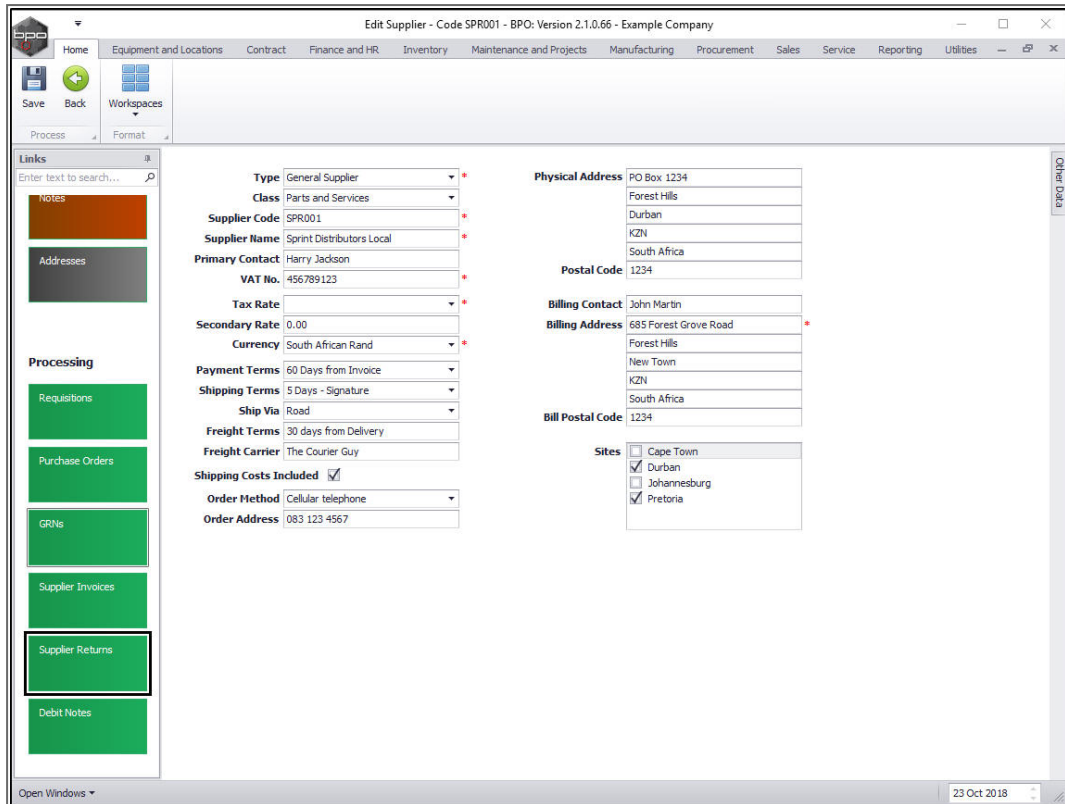 Edit Supplier - Code SPR001 - BPO: Version 2.1.0.66 - Example Company
bpo
Home Equipment and Locations Contract Finance and HR Inventory Maintenance and Projects Manufacturing Procurement Sales Service Reporting Utilities
Save Back Workspaces
Process Format
Links
Enter text to search...
Notes
Addresses
Processing
Requisitions
Purchase Orders
GRNs
Supplier Invoices
Supplier Returns
Debit Notes
Type General Supplier *
Class Parts and Services
Supplier Code SPR001 *
Supplier Name Sprint Distributors Local *
Primary Contact Harry Jackson
VAT No. 456789123 *
Tax Rate *
Secondary Rate 0.00
Currency South African Rand *
Payment Terms 60 Days from Invoice
Shipping Terms 5 Days - Signature
Ship Via Road
Freight Terms 30 days from Delivery
Freight Carrier The Courier Guy
Shipping Costs Included
Order Method Cellular telephone
Order Address 083 123 4567
Physical Address PO Box 1234
Forest Hills
Durban
KZN
South Africa
Postal Code 1234
Billing Contact John Martin
Billing Address 685 Forest Grove Road *
Forest Hills
New Town
KZN
South Africa
Bill Postal Code 1234
Sites Cape Town
Durban
Johannesburg
Pretoria
Other Data
Open Windows
23 Oct 2018